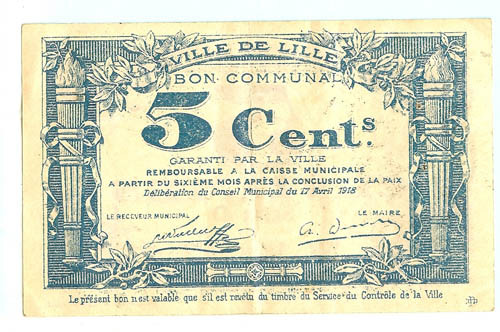 VILLE DE LILLE
BON COMMUNAL
5 Cents.
GARANTI PAR LA VILLE
REMBOURSABLE A LA CAISSE MUNICIPALE
A PARTIR DU SIXIÈME MOIS APRÈS LA CONCLUSION DE LA PAIX
Délibération du Conseil Municipal du 17 Avril 1918
LE RECEVEUR MUNICIPAL LE MAIRE
Le présent bon n'est valable que s'il est revêtu du timbre du Service du Contrôle de la Ville